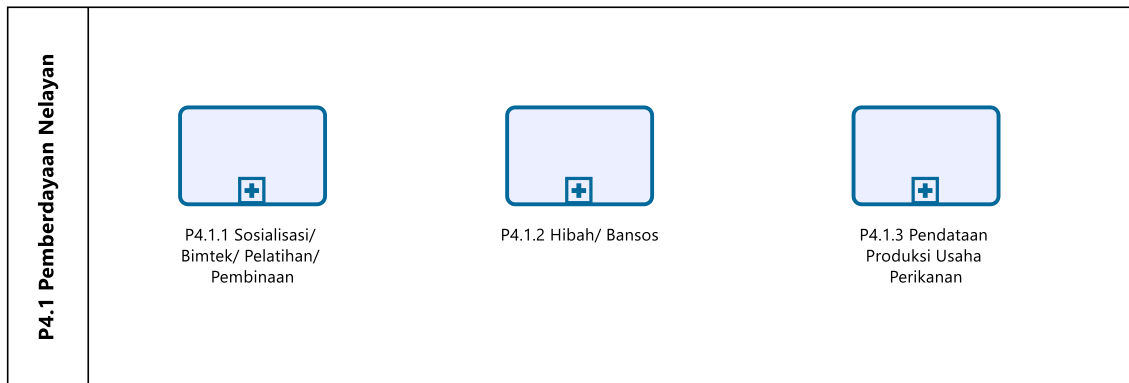 P4.1 Pemberdayaan Nelayan
P4.1.1 Sosialisasi/
Bimtek/ Pelatihan/
Pembinaan
P4.1.2 Hibah/ Bansos
P4.1.3 Pendataan
Produksi Usaha
Perikanan